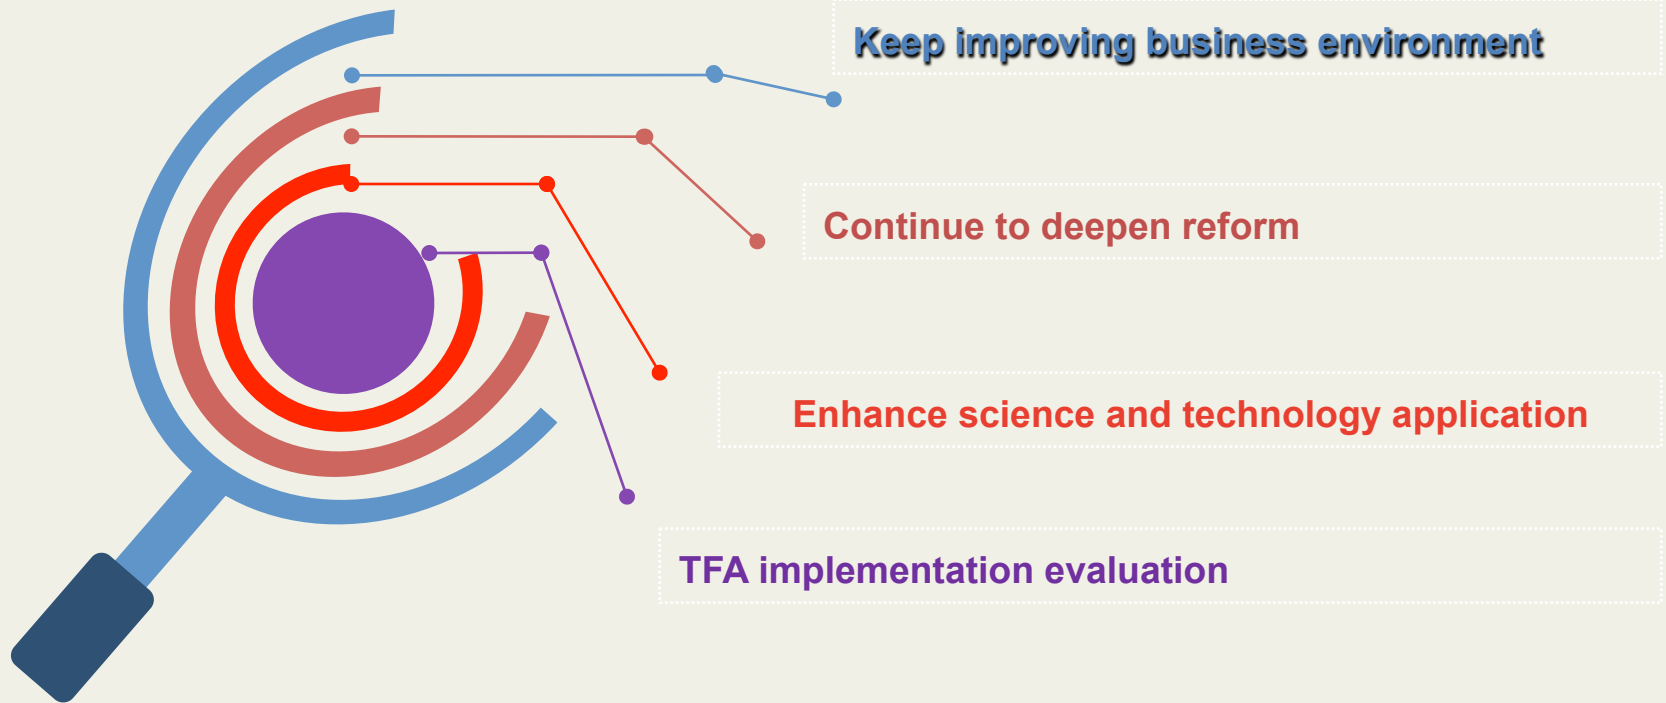 Keep improving business environment
Continue to deepen reform
Enhance science and technology application
TFA implementation evaluation